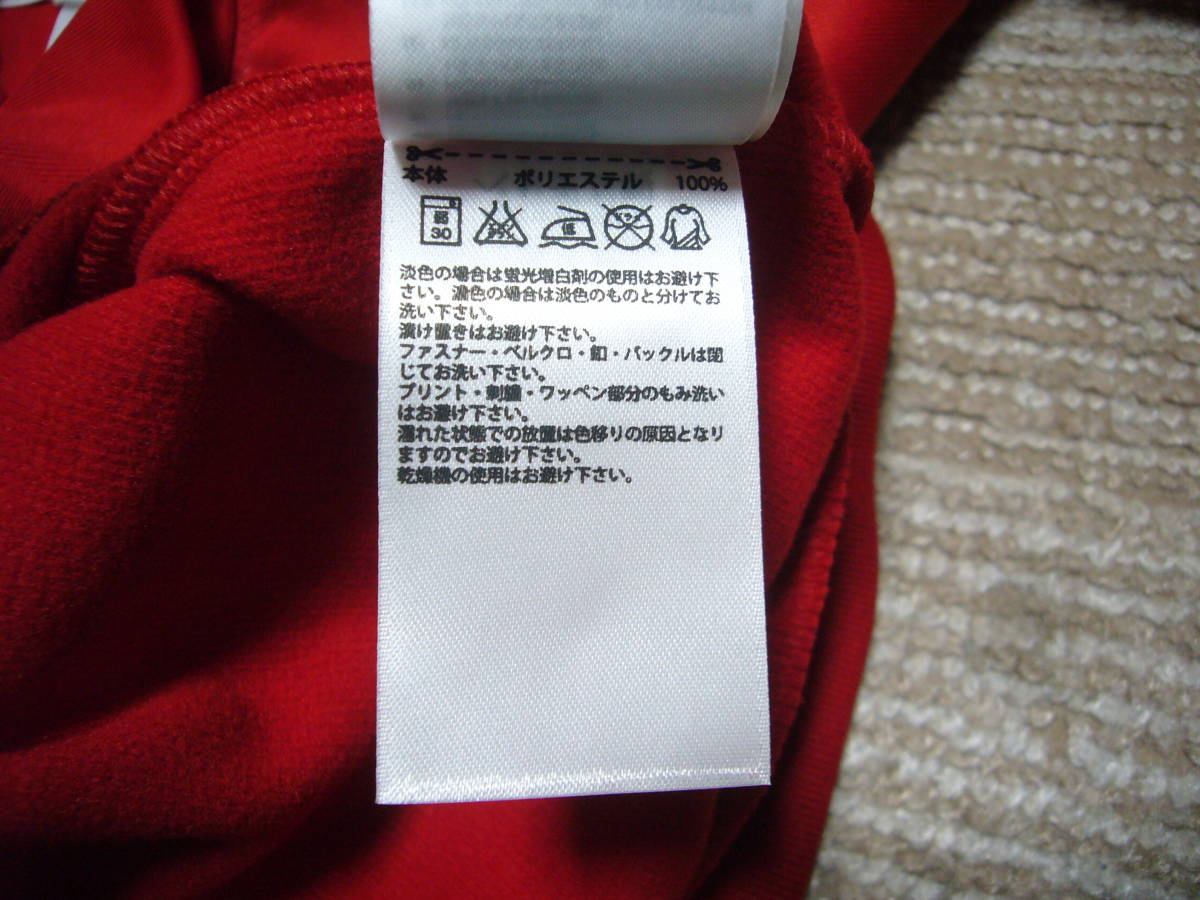 本体 ポリエステル 100%
弱
30
低
淡色の場合は蛍光増白剤の使用はお避け下
さい。濃色の場合は淡色のものと分けてお
洗い下さい。
漬け置きはお避け下さい。
ファスナー・ベルクロ・釦・バックルは閉
じてお洗い下さい。
プリント・刺繍・ワッペン部分のもみ洗い
はお避け下さい。
濡れた状態での放置は色移りの原因となり
ますのでお避け下さい。
乾燥機の使用はお避け下さい。